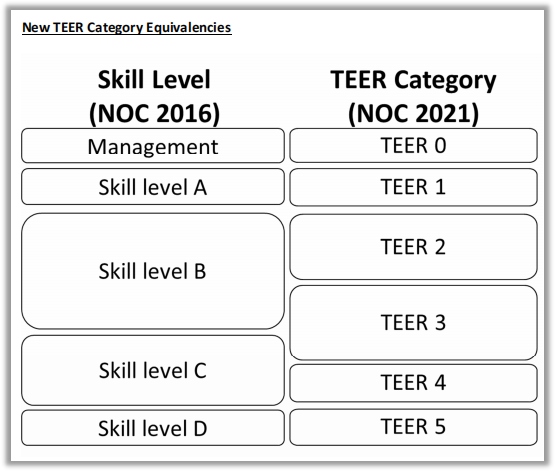 New TEER Category Equivalencies
Skill Level TEER Category
(NOC 2016) (NOC 2021)
Management TEER 0
Skill level A TEER 1
Skill level B TEER 2
TEER 3
Skill level C TEER 4
Skill level D TEER 5